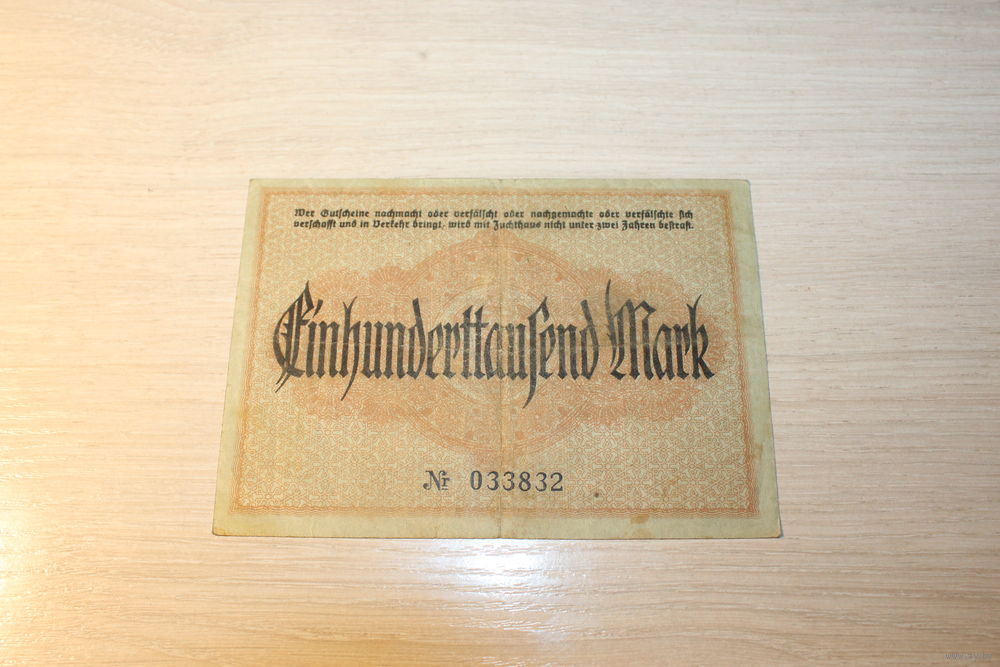 Wer Gutscheine nachmacht oder verfälscht oder nachgemachte oder verfälschte sich
verschafft und in Verkehr bringt, wird mit Zuchthaus nicht unter zwei Jahren bestraft.
Einhunderttausend Mark
Nr 033832